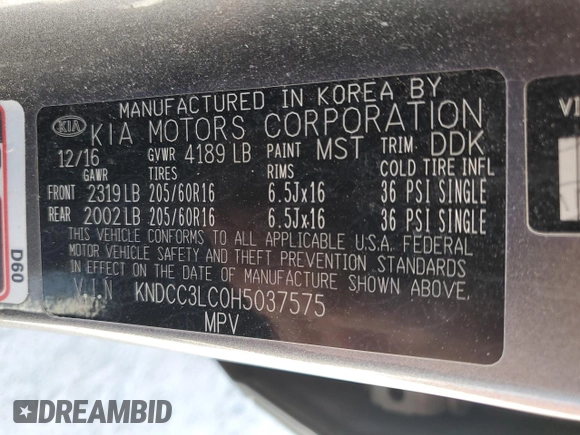 MANUFACTURED IN KOREA BY
KIA KIA MOTORS CORPORATION
12/16 GVWR 4189 LB PAINT MST TRIM DDK
GAWR TIRES RIMS COLD TIRE INFL
FRONT 2319 LB 205/60R16 6.5Jx16 36 PSI SINGLE
REAR 2002 LB 205/60R16 6.5Jx16 36 PSI SINGLE
THIS VEHICLE CONFORMS TO ALL APPLICABLE U.S.A. FEDERAL
MOTOR VEHICLE SAFETY AND THEFT PREVENTION STANDARDS
IN EFFECT ON THE DATE OF MANUFACTURE SHOWN ABOVE.
V.I.N KNDCC3LC0H5037575
MPV
D60
DREAMBID